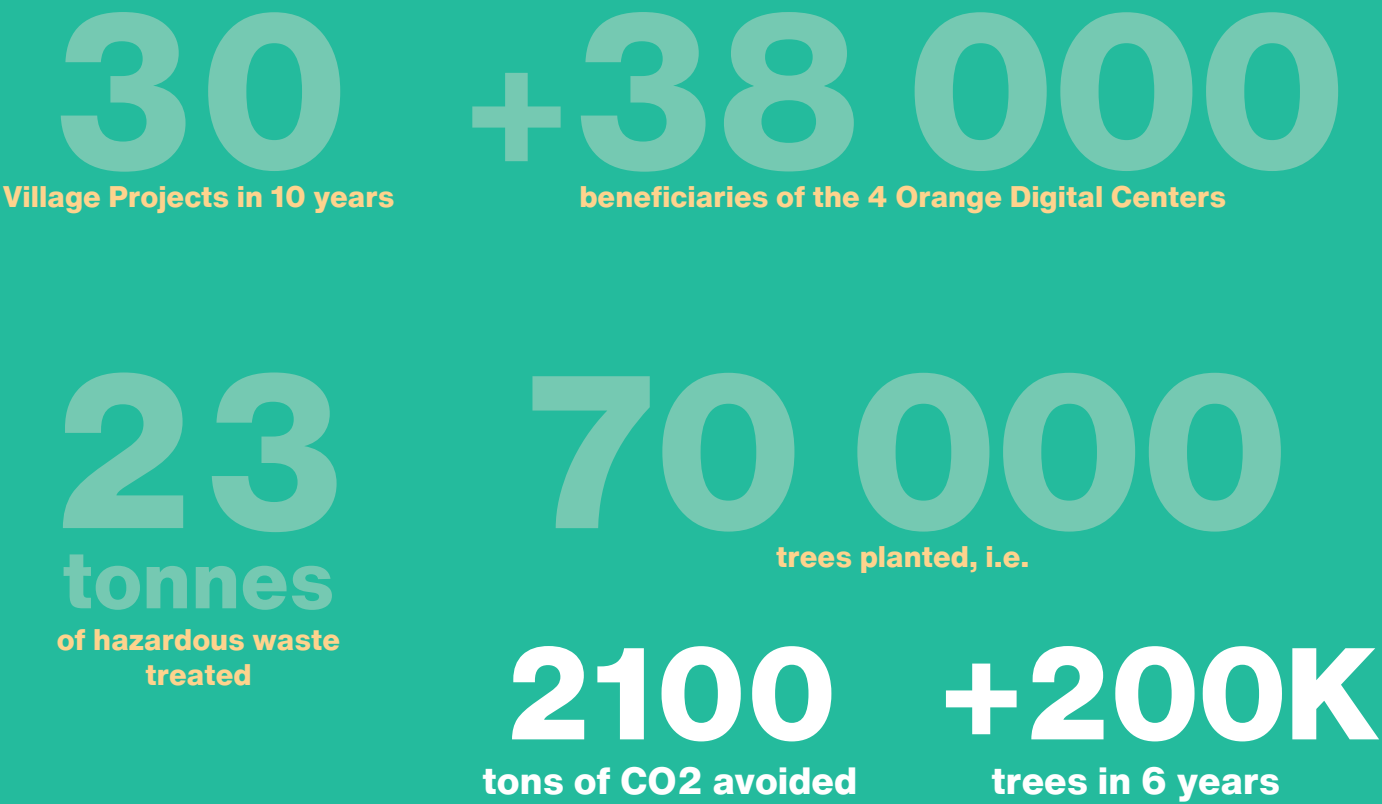 30
Village Projects in 10 years
+38 000
beneficiaries of the 4 Orange Digital Centers
23
tonnes
of hazardous waste
treated
70 000
trees planted, i.e.
2100
tons of CO2 avoided
+200K
trees in 6 years